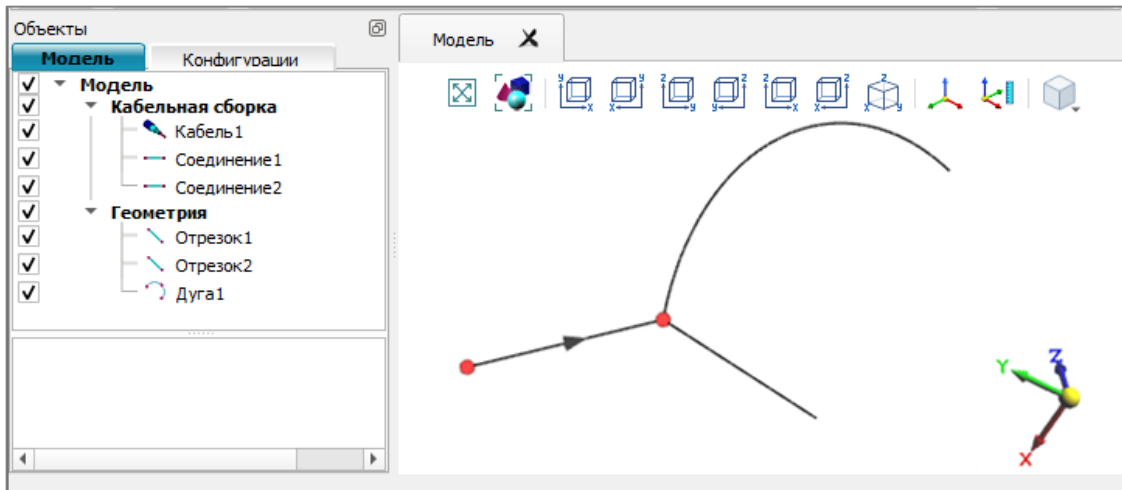 Объекты
Модель Конфигурации
Модель
Кабельная сборка
Кабель1
Соединение1
Соединение2
Геометрия
Отрезок1
Отрезок2
Дуга1
Модель X
y x
y x
z y
z y
z x
z x
z x y
Z
Y
X